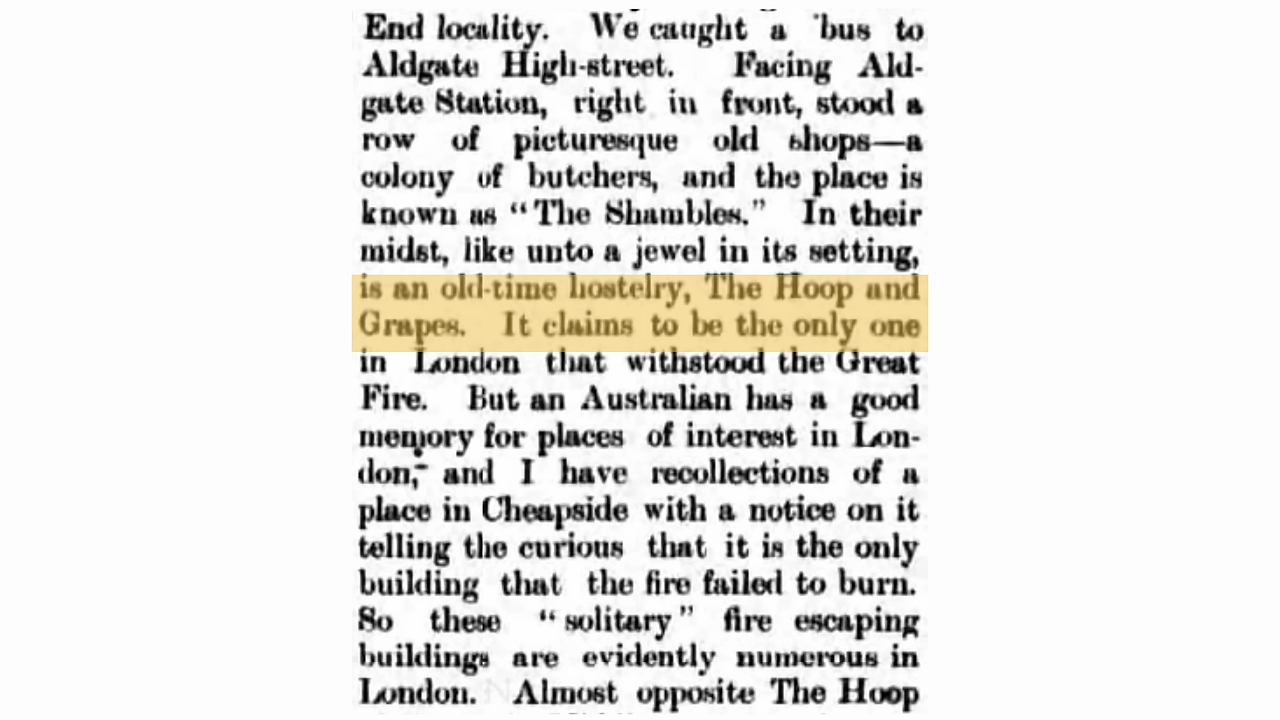 End locality. We caught a 'bus to
Aldgate High-street. Facing Ald-
gate Station, right in front, stood a
row of picturesque old shops—a
colony of butchers, and the place is
known as "The Shambles." In their
midst, like unto a jewel in its setting,
is an old-time hostelry, The Hoop and
Grapes. It claims to be the only one
in London that withstood the Great
Fire. But an Australian has a good
memory for places of interest in Lon-
don, and I have recollections of a
place in Cheapside with a notice on it
telling the curious that it is the only
building that the fire failed to burn.
So these "solitary" fire escaping
buildings are evidently numerous in
London. Almost opposite The Hoop